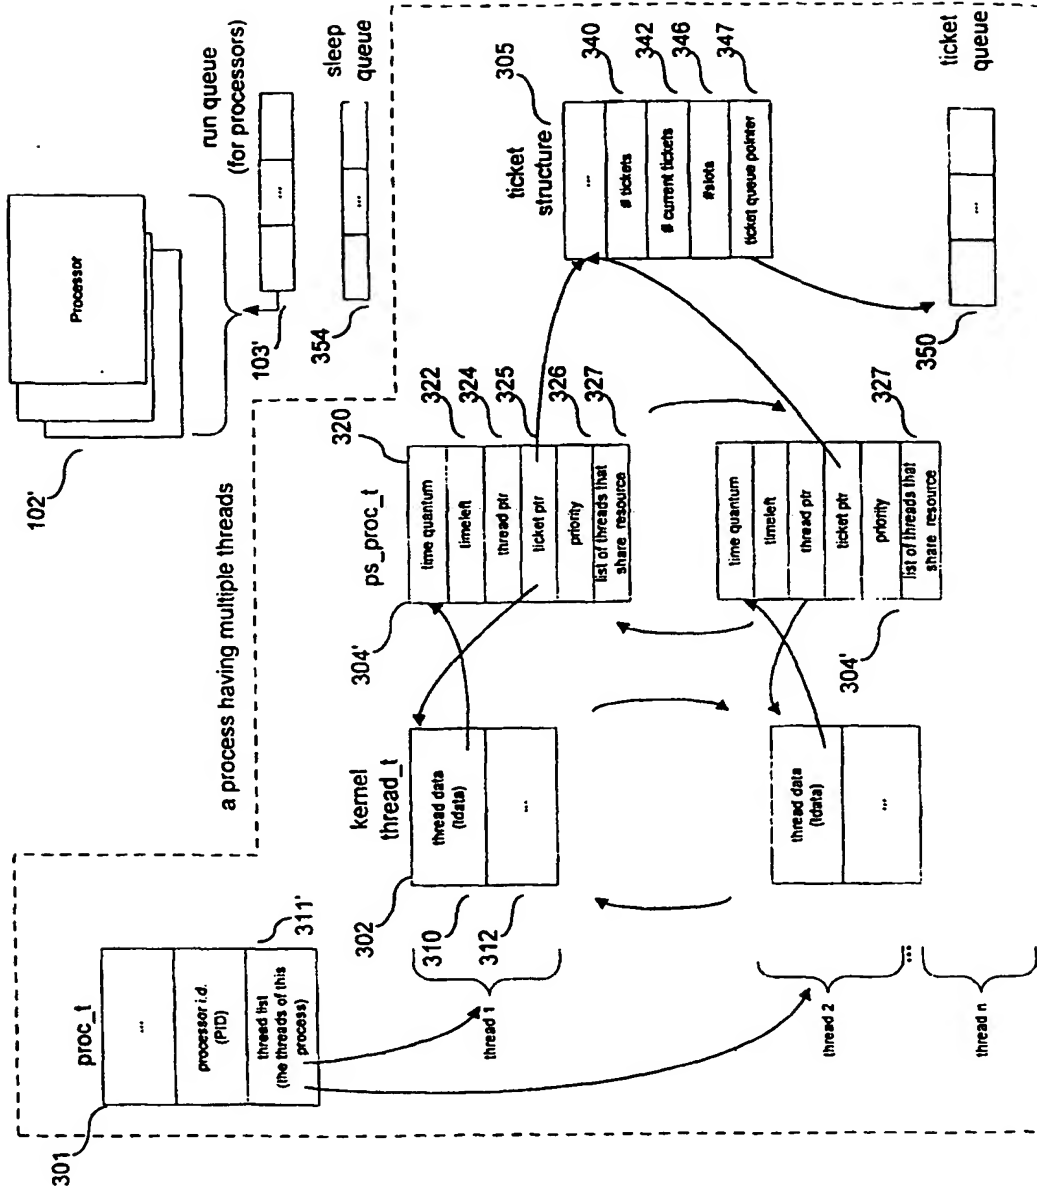 102'
Processor
103'
run queue
(for processors)
...
354
sleep
queue
...
a process having multiple threads
301
proc_t
...
processor i.d.
(PID)
thread list
(the threads of this
process)
311'
302
kernel
thread_t
thread data
(tdata)
...
310
312
thread 1
304'
ps_proc_t
320
time quantum
timeleft
thread ptr
ticket ptr
priority
list of threads that
share resource
322
324
325
326
327
ticket
structure
305
...
# tickets
# current tickets
#slots
ticket queue pointer
340
342
346
347
thread 2
thread data
(tdata)
...
304'
time quantum
timeleft
thread ptr
ticket ptr
priority
list of threads that
share resource
327
350
ticket
queue
...
...
thread n